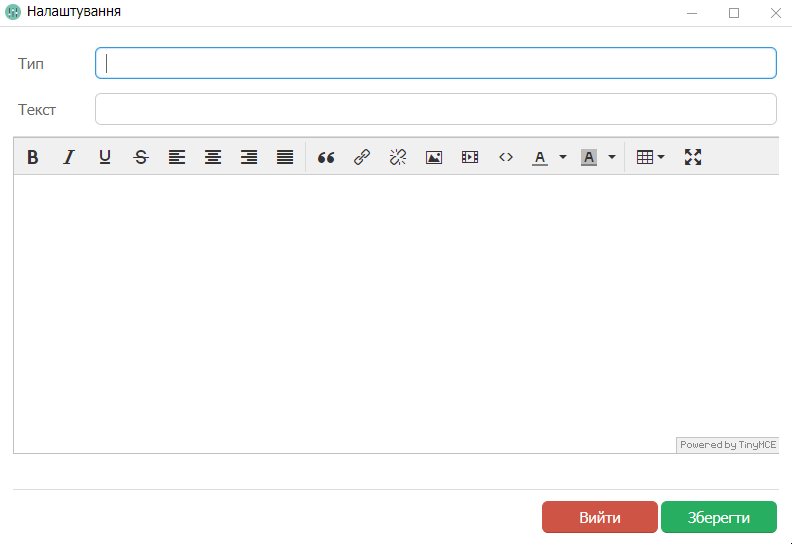 Налаштування
Тип
Текст
B I U S A A
Powered by TinyMCE
Вийти Зберегти